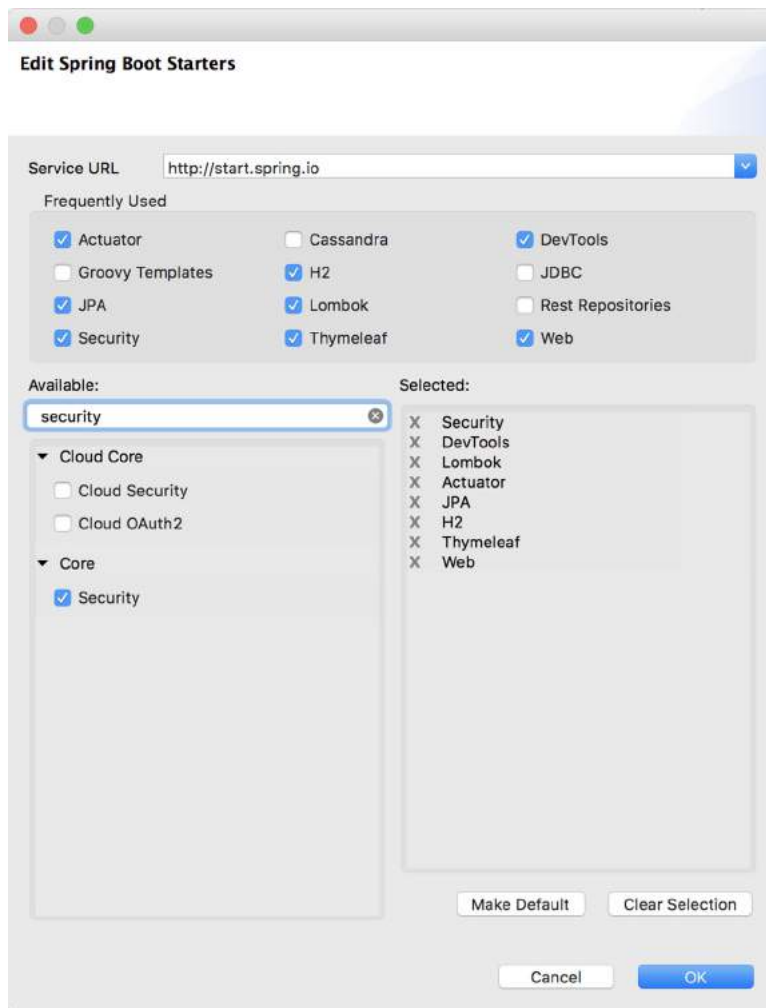 Edit Spring Boot Starters
Service URL http://start.spring.io
Frequently Used
Actuator Cassandra DevTools
Groovy Templates H2 JDBC
JPA Lombok Rest Repositories
Security Thymeleaf Web
Available:
security
Cloud Core
Cloud Security
Cloud OAuth2
Core
Security
Selected:
X Security
X DevTools
X Lombok
X Actuator
X JPA
X H2
X Thymeleaf
X Web
Make Default Clear Selection
Cancel OK